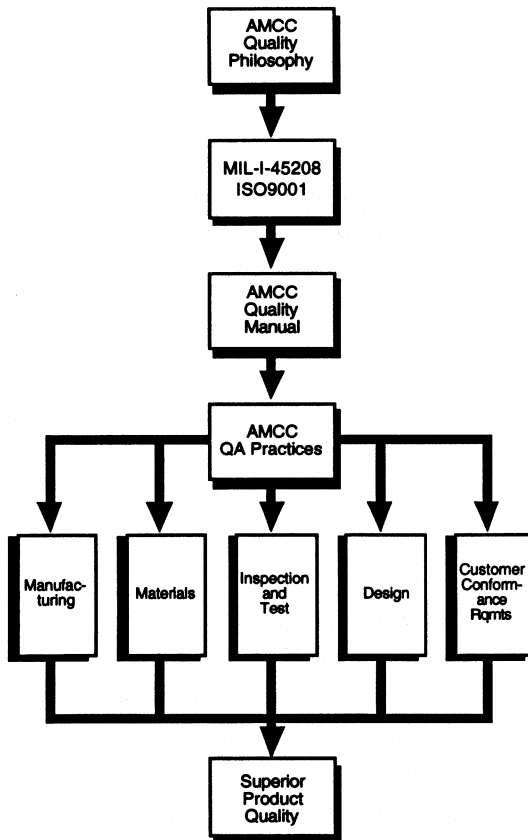 AMCC
Quality
Philosophy
MIL-I-45208
ISO9001
AMCC
Quality
Manual
AMCC
QA Practices
Manufac-
turing
Materials
Inspection
and
Test
Design
Customer
Conform-
ance
Rqmts
Superior
Product
Quality